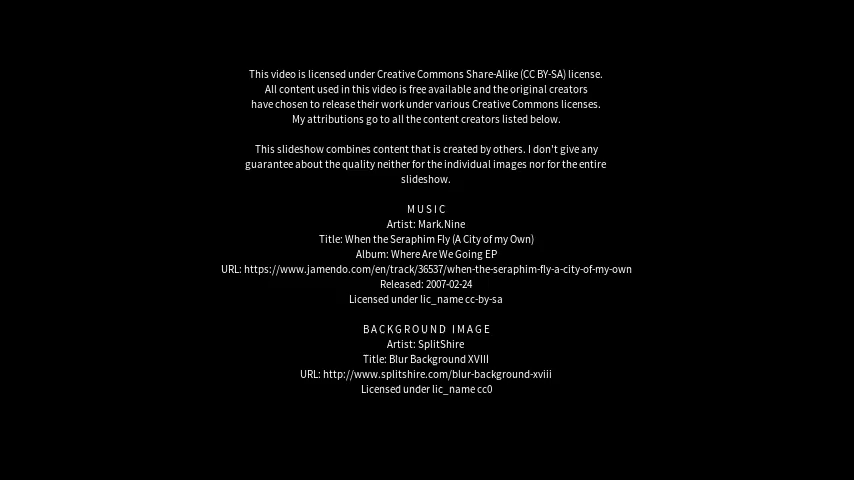 This video is licensed under Creative Commons Share-Alike (CC BY-SA) license.
All content used in this video is free available and the original creators
have chosen to release their work under various Creative Commons licenses.
My attributions go to all the content creators listed below.
This slideshow combines content that is created by others. I don't give any
guarantee about the quality neither for the individual images nor for the entire
slideshow.
MUSIC
Artist: Mark.Nine
Title: When the Seraphim Fly (A City of my Own)
Album: Where Are We Going EP
URL: https://www.jamendo.com/en/track/36537/when-the-seraphim-fly-a-city-of-my-own
Released: 2007-02-24
Licensed under lic_name cc-by-sa
BACKGROUND IMAGE
Artist: SplitShire
Title: Blur Background XVIII
URL: http://www.splitshire.com/blur-background-xviii
Licensed under lic_name cc0